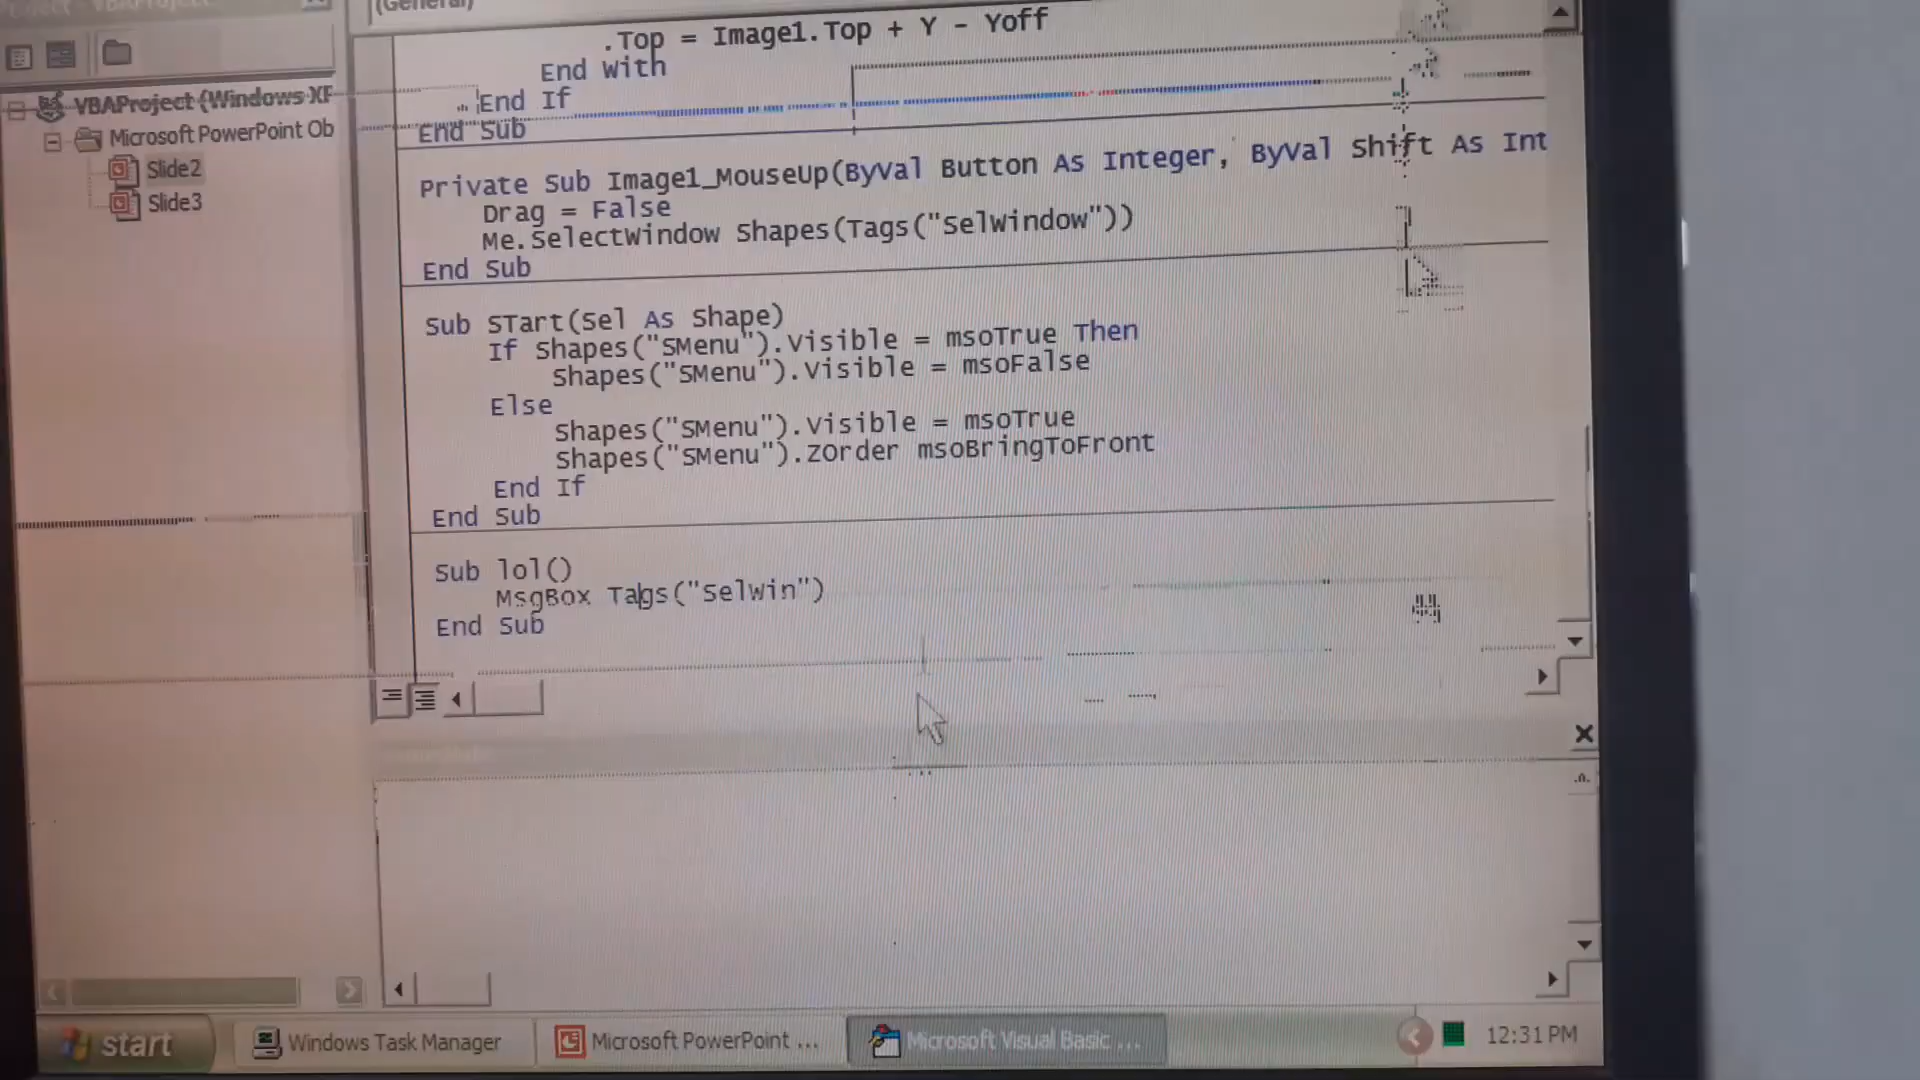 (General)
.Top = Image1.Top + Y - Yoff
End With
End If
End Sub
Private Sub Image1_MouseUp(ByVal Button As Integer, ByVal Shift As Int
Drag = False
Me.SelectWindow Shapes(Tags("SelWindow"))
End Sub
Sub STart(Sel As Shape)
If Shapes("SMenu").Visible = msoTrue Then
Shapes("SMenu").Visible = msoFalse
Else
Shapes("SMenu").Visible = msoTrue
Shapes("SMenu").ZOrder msoBringToFront
End If
End Sub
Sub lol()
MsgBox Tags("SelWin")
End Sub
VBAProject (Windows XP
Microsoft PowerPoint Ob
Slide2
Slide3
start
Windows Task Manager
Microsoft PowerPoint ...
Microsoft Visual Basic ...
12:31 PM